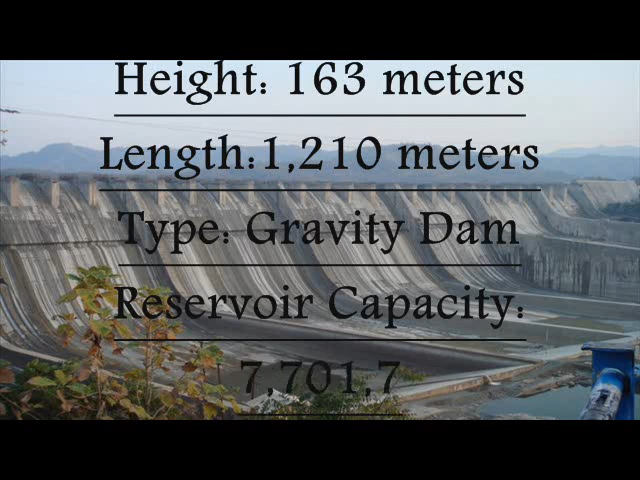 Height: 163 meters
Length:1,210 meters
Type: Gravity Dam
Reservoir Capacity:
7,701,7